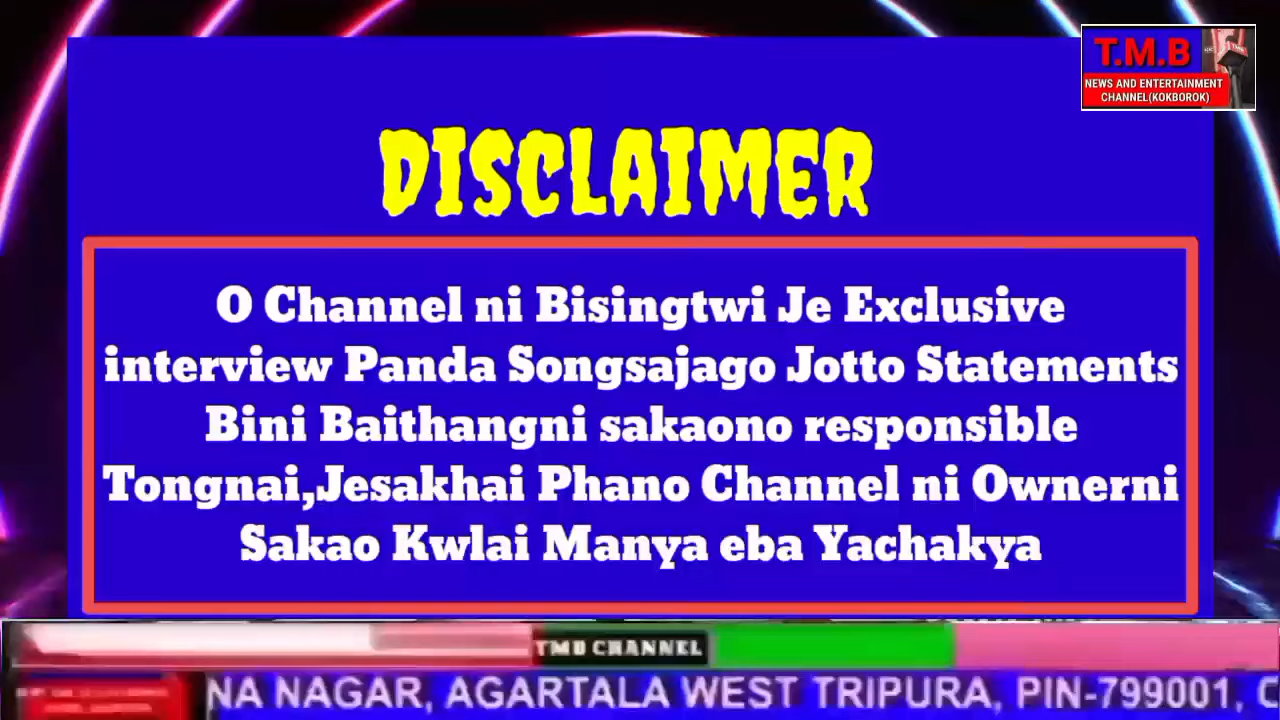 T.M.B
NEWS AND ENTERTAINMENT
CHANNEL(KOKBOROK)
DISCLAIMER
O Channel ni Bisingtwi Je Exclusive
interview Panda Songsajago Jotto Statements
Bini Baithangni sakaono responsible
Tongnai,Jesakhai Phano Channel ni Ownerni
Sakao Kwlai Manya eba Yachakya
TMB CHANNEL
NA NAGAR, AGARTALA WEST TRIPURA, PIN-799001, C